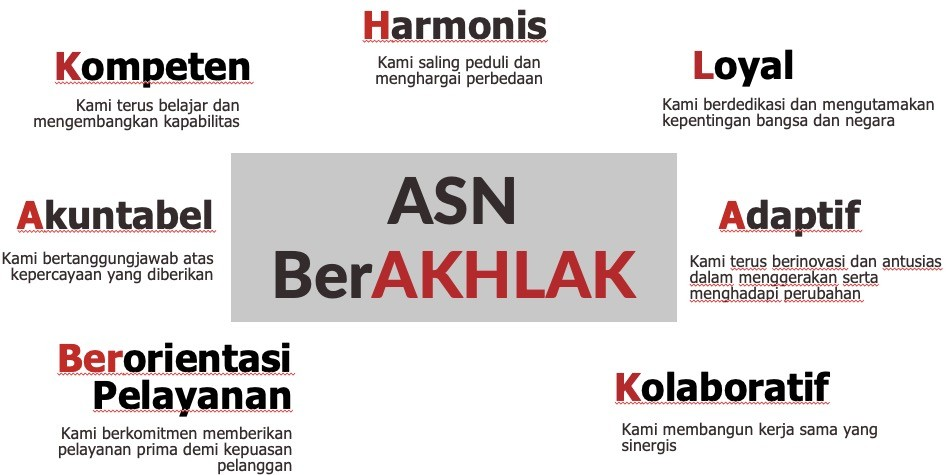 Harmonis
Kami saling peduli dan
menghargai perbedaan
Kompeten
Kami terus belajar dan
mengembangkan kapabilitas
Loyal
Kami berdedikasi dan mengutamakan
kepentingan bangsa dan negara
ASN
BerAKHLAK
Akuntabel
Kami bertanggungjawab atas
kepercayaan yang diberikan
Adaptif
Kami terus berinovasi dan antusias
dalam menggerakan serta
menghadapi perubahan
Berorientasi
Pelayanan
Kami berkomitmen memberikan
pelayanan prima demi kepuasan
pelanggan
Kolaboratif
Kami membangun kerja sama yang
sinergis